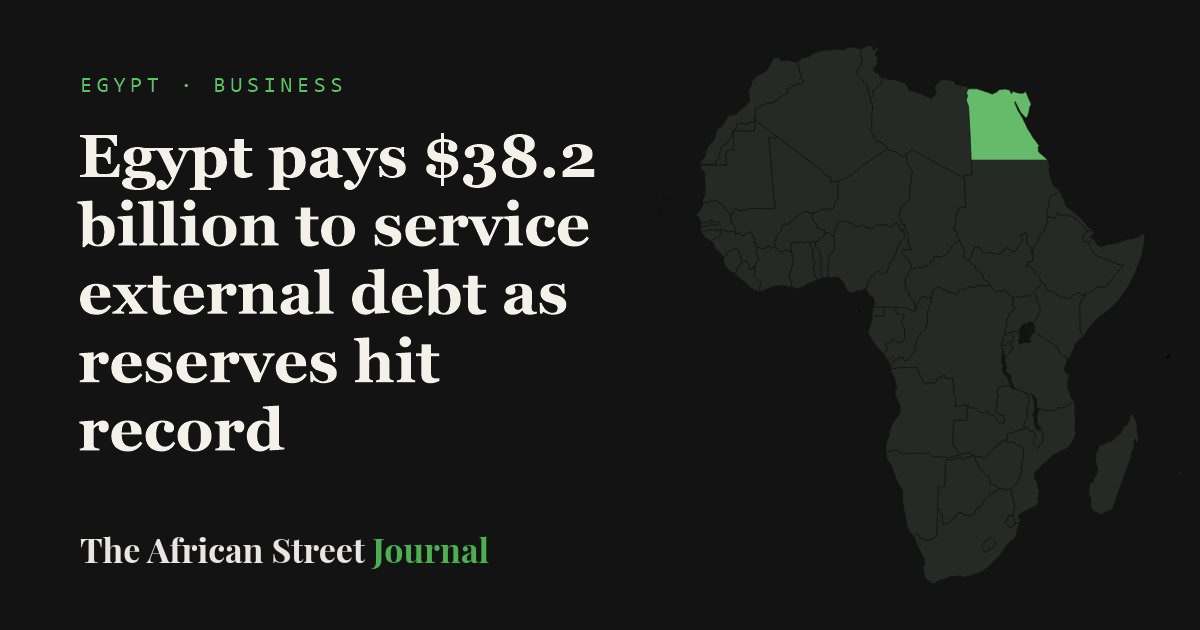 EGYPT · BUSINESS
Egypt pays $38.2
billion to service
external debt as
reserves hit
record
The African Street Journal